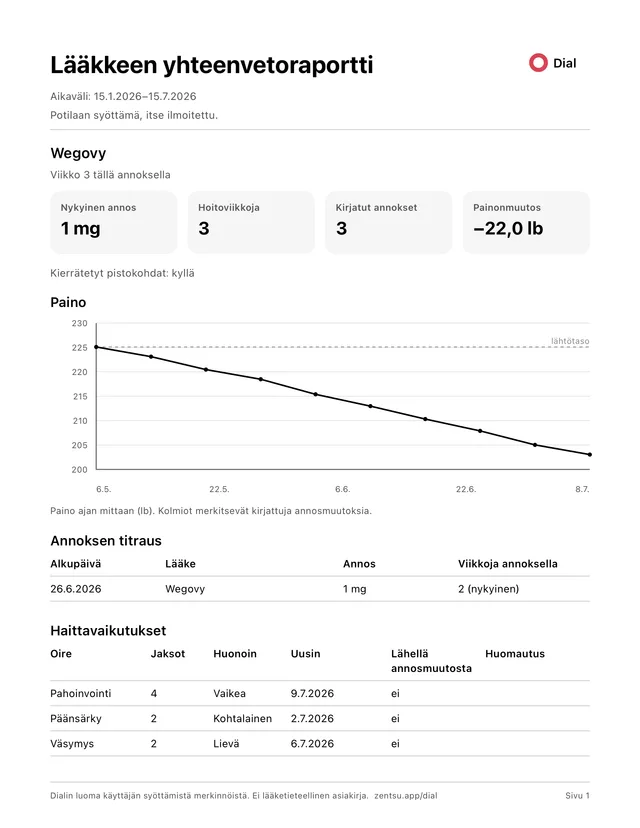 Lääkkeen yhteenvetoraportti
Dial
Aikaväli: 15.1.2026–15.7.2026
Potilaan syöttämä, itse ilmoitettu.
Wegovy
Viikko 3 tällä annoksella
Nykyinen annos
1 mg
Hoitoviikkoja
3
Kirjatut annokset
3
Painonmuutos
−22,0 lb
Kierrätetyt pistokohdat: kyllä
Paino
230
225
220
215
210
205
200
lähtötaso
6.5. 22.5. 6.6. 22.6. 8.7.
Paino ajan mittaan (lb). Kolmiot merkitsevät kirjattuja annosmuutoksia.
Annoksen titraus
Alkupäivä Lääke Annos Viikkoja annoksella
26.6.2026 Wegovy 1 mg 2 (nykyinen)
Haittavaikutukset
Oire Jaksot Huonoin Uusin Lähellä annosmuutosta Huomautus
Pahoinvointi 4 Vaikea 9.7.2026 ei
Päänsärky 2 Kohtalainen 2.7.2026 ei
Väsymys 2 Lievä 6.7.2026 ei
Dialin luoma käyttäjän syöttämistä merkinnöistä. Ei lääketieteellinen asiakirja. zentsu.app/dial Sivu 1